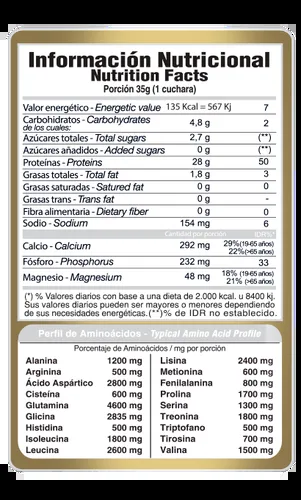 Información Nutricional
Nutrition Facts
Porción 35g (1 cuchara)
Valor energético - Energetic value 135 Kcal = 567 Kj 7
Carbohidratos - Carbohydrates 4,8 g 2
de los cuales:
Azúcares totales - Total sugars 2,7 g (**)
Azúcares añadidos - Added sugars 0 g (**)
Proteínas - Proteins 28 g 50
Grasas totales - Total fat 1,8 g 3
Grasas saturadas - Satured fat 0 g 0
Grasas trans - Trans fat 0 g -
Fibra alimentaria - Dietary fiber 0 g 0
Sodio - Sodium 154 mg 6
Cantidad por porción IDR%*
Calcio - Calcium 292 mg 29% (19-65 años)
22% (>65 años)
Fósforo - Phosphorus 232 mg 33
Magnesio - Magnesium 48 mg 18% (19-65 años)
21% (>65 años)
(*) % Valores diarios con base a una dieta de 2.000 kcal. u 8400 kj.
Sus valores diarios pueden ser mayores o menores dependiendo
de sus necesidades energéticas. (**)% de IDR no establecido.
Perfil de Aminoácidos - Typical Amino Acid Profile
Porcentaje de Aminoácidos / mg por porción
Alanina 1200 mg Lisina 2400 mg
Arginina 500 mg Metionina 600 mg
Ácido Aspártico 2800 mg Fenilalanina 800 mg
Cisteína 600 mg Prolina 1700 mg
Glutamina 4600 mg Serina 1300 mg
Glicina 2835 mg Treonina 1800 mg
Histidina 500 mg Triptofano 500 mg
Isoleucina 1800 mg Tirosina 700 mg
Leucina 2600 mg Valina 1500 mg